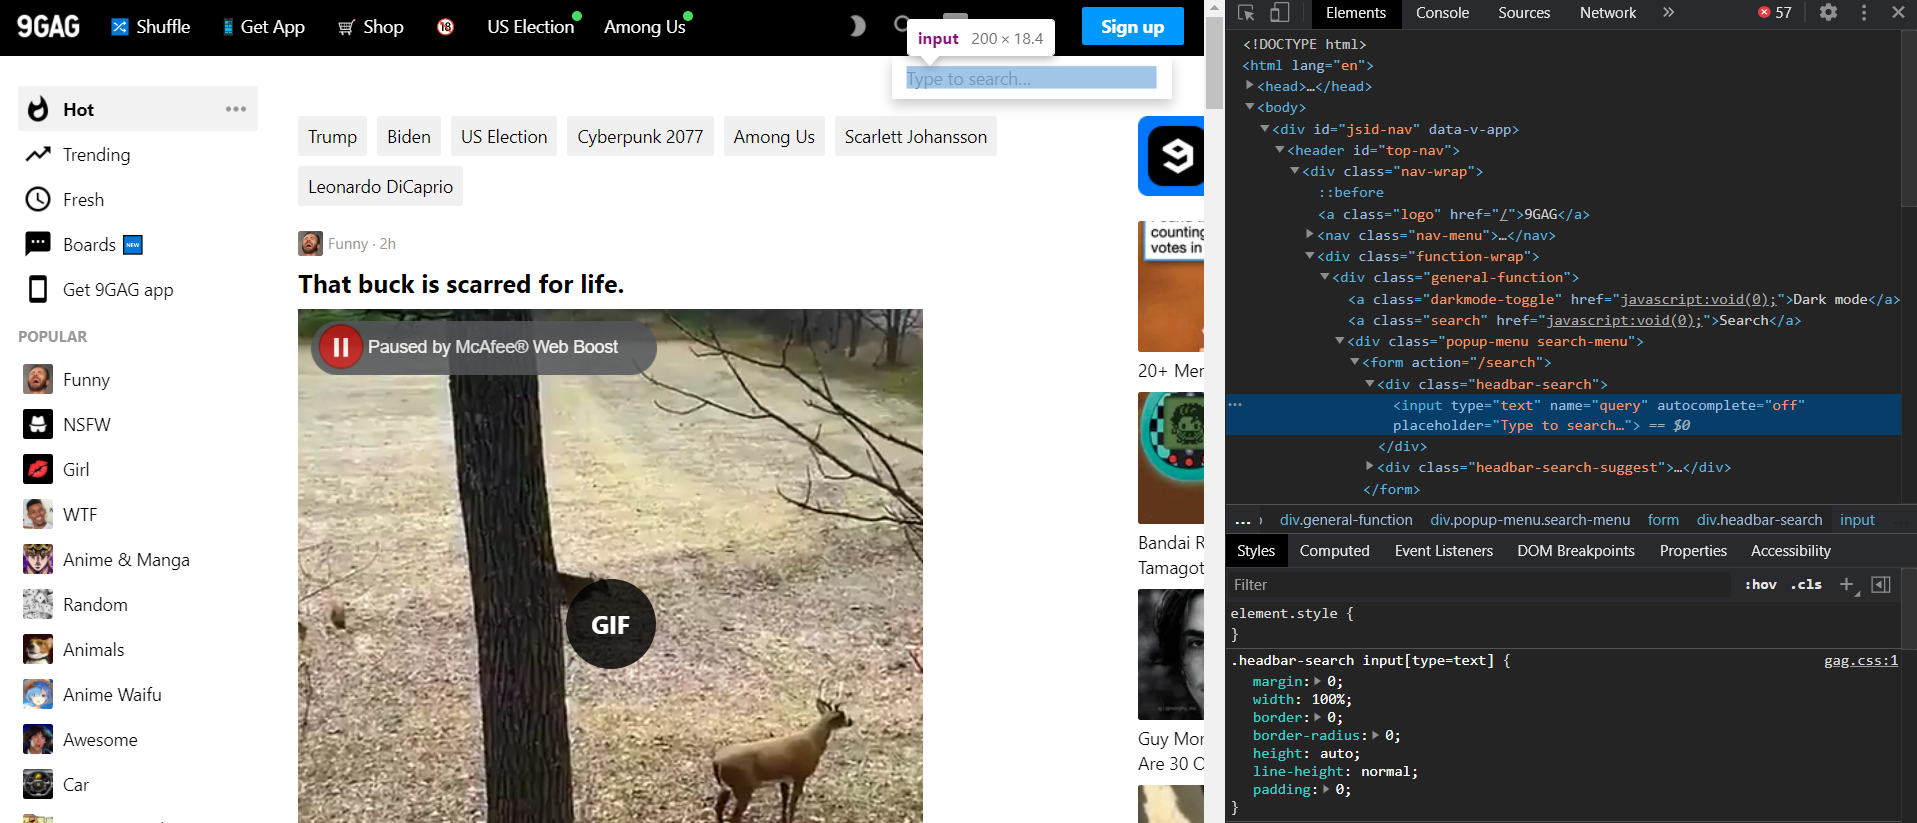 9GAG
Shuffle
Get App
Shop
18
US Election
Among Us
Sign up
input 200 × 18.4
Type to search...
Hot
Trending
Fresh
Boards NEW
Get 9GAG app
POPULAR
Funny
NSFW
Girl
WTF
Anime & Manga
Random
Animals
Anime Waifu
Awesome
Car
Trump
Biden
US Election
Cyberpunk 2077
Among Us
Scarlett Johansson
Leonardo DiCaprio
Funny · 2h
That buck is scarred for life.
Paused by McAfee® Web Boost
GIF
counting
votes in
20+ Mer
Bandai R
Tamagot
Guy Mor
Are 30 O
Elements
Console
Sources
Network
57
<!DOCTYPE html>
<html lang="en">
<head>…</head>
<body>
<div id="jsid-nav" data-v-app>
<header id="top-nav">
<div class="nav-wrap">
::before
<a class="logo" href="/">9GAG</a>
<nav class="nav-menu">…</nav>
<div class="function-wrap">
<div class="general-function">
<a class="darkmode-toggle" href="javascript:void(0);">Dark mode</a>
<a class="search" href="javascript:void(0);">Search</a>
<div class="popup-menu search-menu">
<form action="/search">
<div class="headbar-search">
<input type="text" name="query" autocomplete="off"
placeholder="Type to search…"> == $0
</div>
<div class="headbar-search-suggest">…</div>
</form>
... div.general-function div.popup-menu.search-menu form div.headbar-search input
Styles Computed Event Listeners DOM Breakpoints Properties Accessibility
Filter :hov .cls
element.style {
}
.headbar-search input[type=text] { gag.css:1
margin: 0;
width: 100%;
border: 0;
border-radius: 0;
height: auto;
line-height: normal;
padding: 0;
}